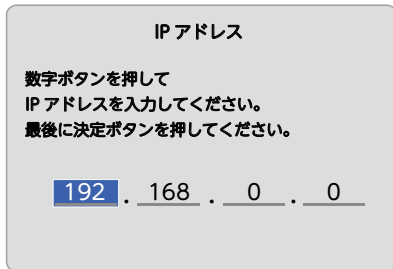 IP アドレス
数字ボタンを押して
IP アドレスを入力してください。
最後に決定ボタンを押してください。
192 . 168 . 0 . 0